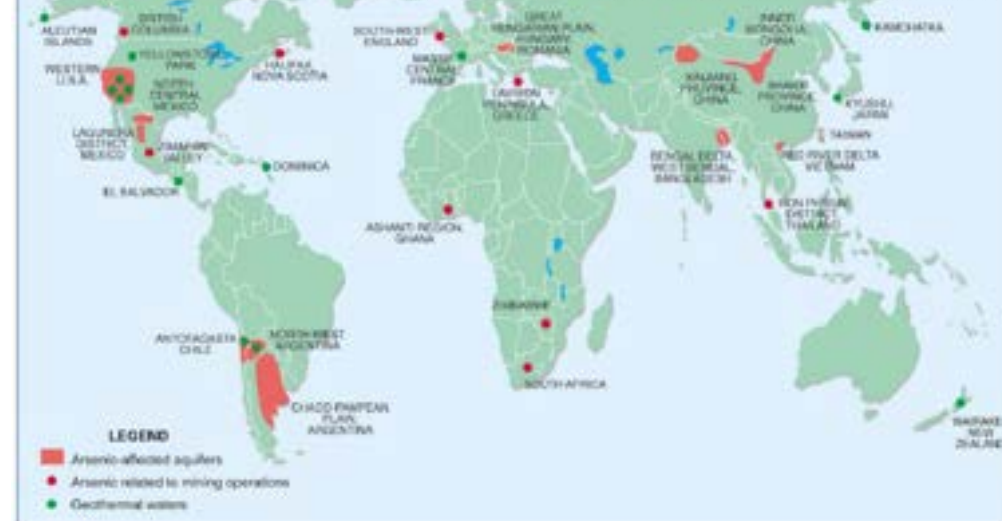 ALEUTIAN
ISLANDS
BRITISH
COLUMBIA
YELLOWSTONE
PARK
WESTERN
U.S.A.
NORTH
CENTRAL
MEXICO
HALIFAX
NOVA SCOTIA
LAGUNERA
DISTRICT,
MEXICO
VALLEY
DOMINICA
EL SALVADOR
SOUTH-WEST
ENGLAND
MASSIF
CENTRAL
FRANCE
GREAT
HUNGARIAN PLAIN,
HUNGARY
ROMANIA
LAVRION
PENINSULA,
GREECE
INNER
MONGOLIA,
CHINA
KAMCHATKA
XINJIANG
PROVINCE,
CHINA
SHANXI
PROVINCE
CHINA
KYUSHU,
JAPAN
TAIWAN
BENGAL DELTA,
WEST BENGAL,
BANGLADESH
RED RIVER DELTA
VIETNAM
RON PHIBUN
DISTRICT,
THAILAND
ASHANTI REGION,
GHANA
ZIMBABWE
SOUTH AFRICA
ANTOFAGASTA
CHILE
NORTH-WEST
ARGENTINA
CHACO-PAMPEAN
PLAIN,
ARGENTINA
NEW
ZEALAND
LEGEND
Arsenic-affected aquifers
Arsenic related to mining operations
Geothermal waters